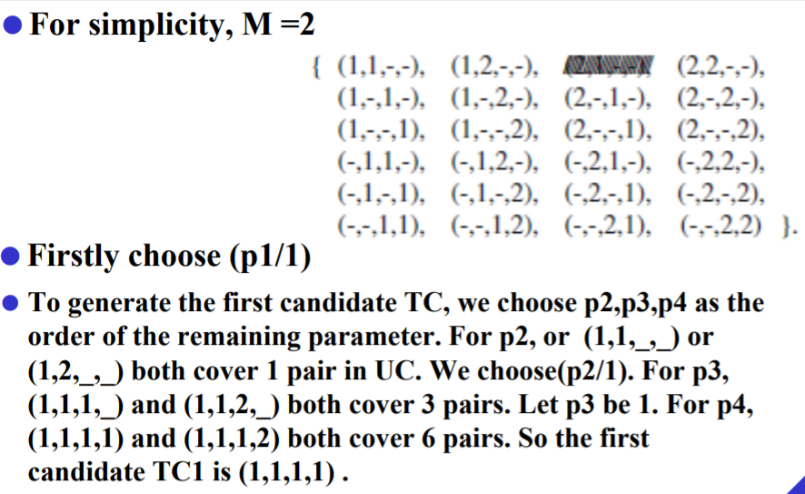 For simplicity, M =2
{ (1,1,-,-), (1,2,-,-), (2,2,-,-),
(1,-,1,-), (1,-,2,-), (2,-,1,-), (2,-,2,-),
(1,-,-,1), (1,-,-,2), (2,-,-,1), (2,-,-,2),
(-,1,1,-), (-,1,2,-), (-,2,1,-), (-,2,2,-),
(-,1,-,1), (-,1,-,2), (-,2,-,1), (-,2,-,2),
(-,-,1,1), (-,-,1,2), (-,-,2,1), (-,-,2,2) }.
Firstly choose (p1/1)
To generate the first candidate TC, we choose p2,p3,p4 as the
order of the remaining parameter. For p2, or (1,1,_,_) or
(1,2,_,_) both cover 1 pair in UC. We choose(p2/1). For p3,
(1,1,1,_) and (1,1,2,_) both cover 3 pairs. Let p3 be 1. For p4,
(1,1,1,1) and (1,1,1,2) both cover 6 pairs. So the first
candidate TC1 is (1,1,1,1) .